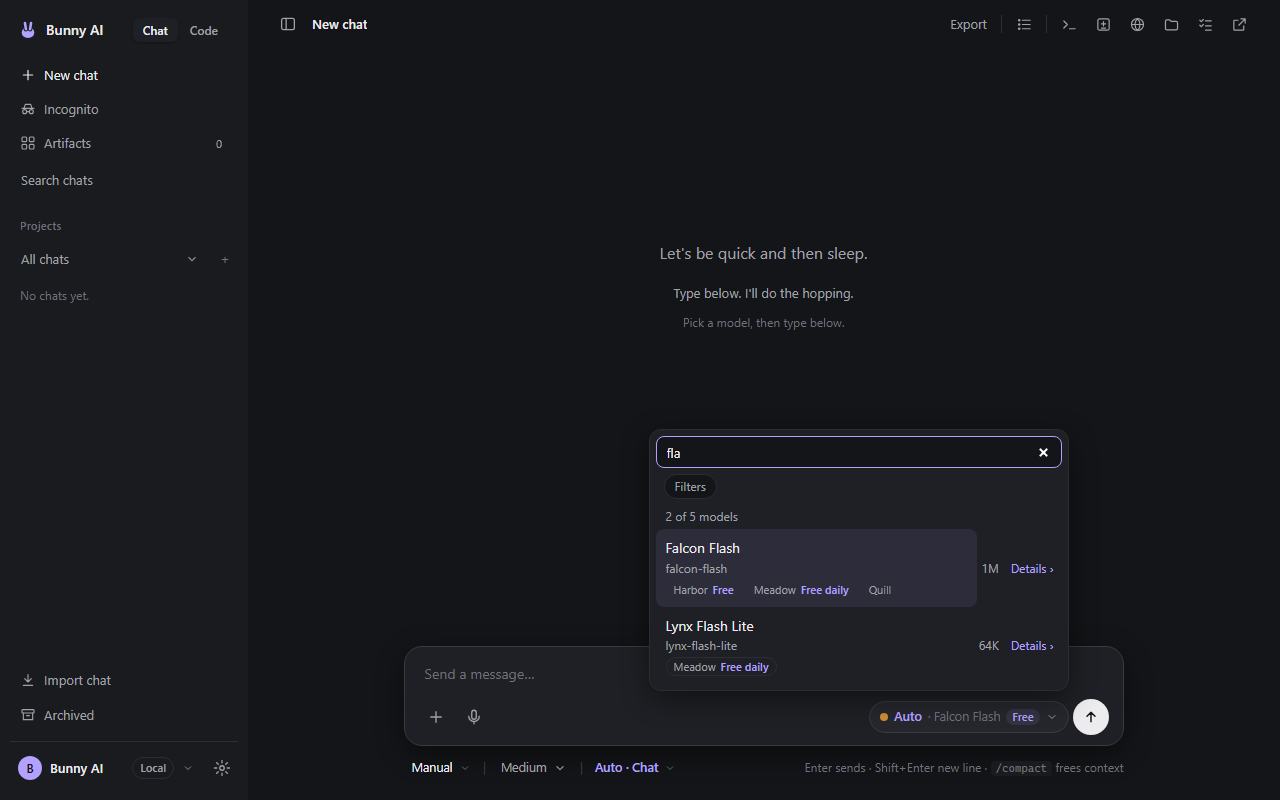 Bunny AI
Chat
Code
New chat
Export
New chat
Incognito
Artifacts
0
Search chats
Projects
All chats
No chats yet.
Let's be quick and then sleep.
Type below. I'll do the hopping.
Pick a model, then type below.
fla
Filters
2 of 5 models
Falcon Flash
falcon-flash
1M Details ›
Harbor Free Meadow Free daily Quill
Lynx Flash Lite
lynx-flash-lite
64K Details ›
Meadow Free daily
Send a message...
Auto · Falcon Flash Free
Import chat
Archived
B Bunny AI Local
Manual
Medium
Auto · Chat
Enter sends · Shift+Enter new line · /compact frees context